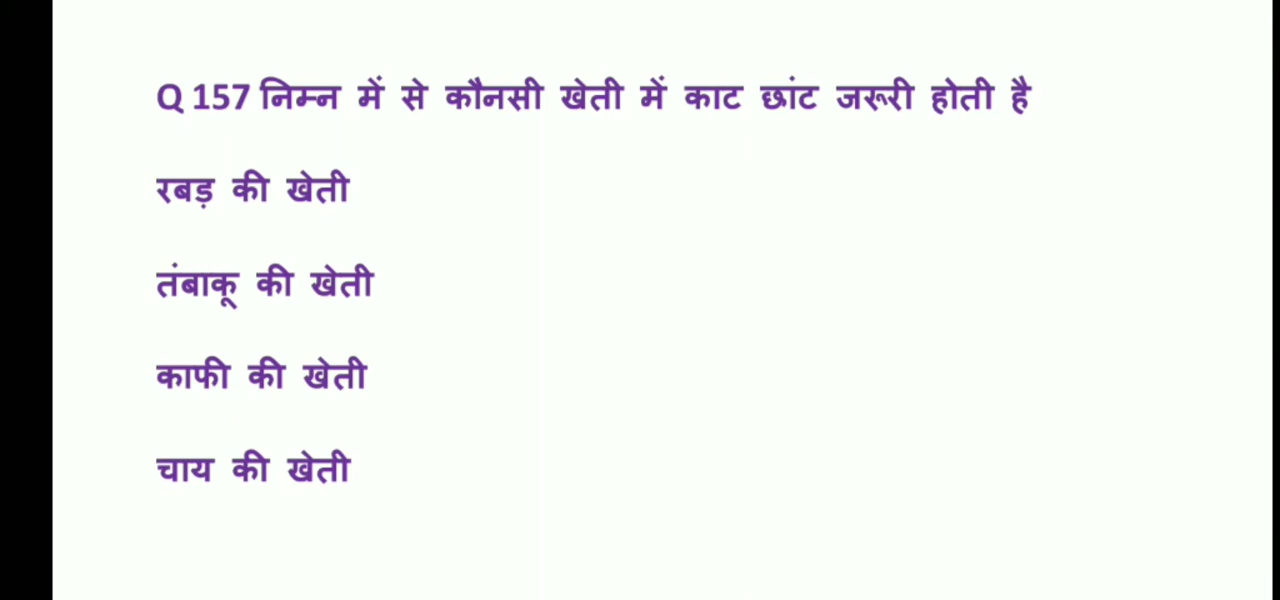 Q 157 निम्न में से कौनसी खेती में काट छांट जरूरी होती है
रबड़ की खेती
तंबाकू की खेती
काफी की खेती
चाय की खेती